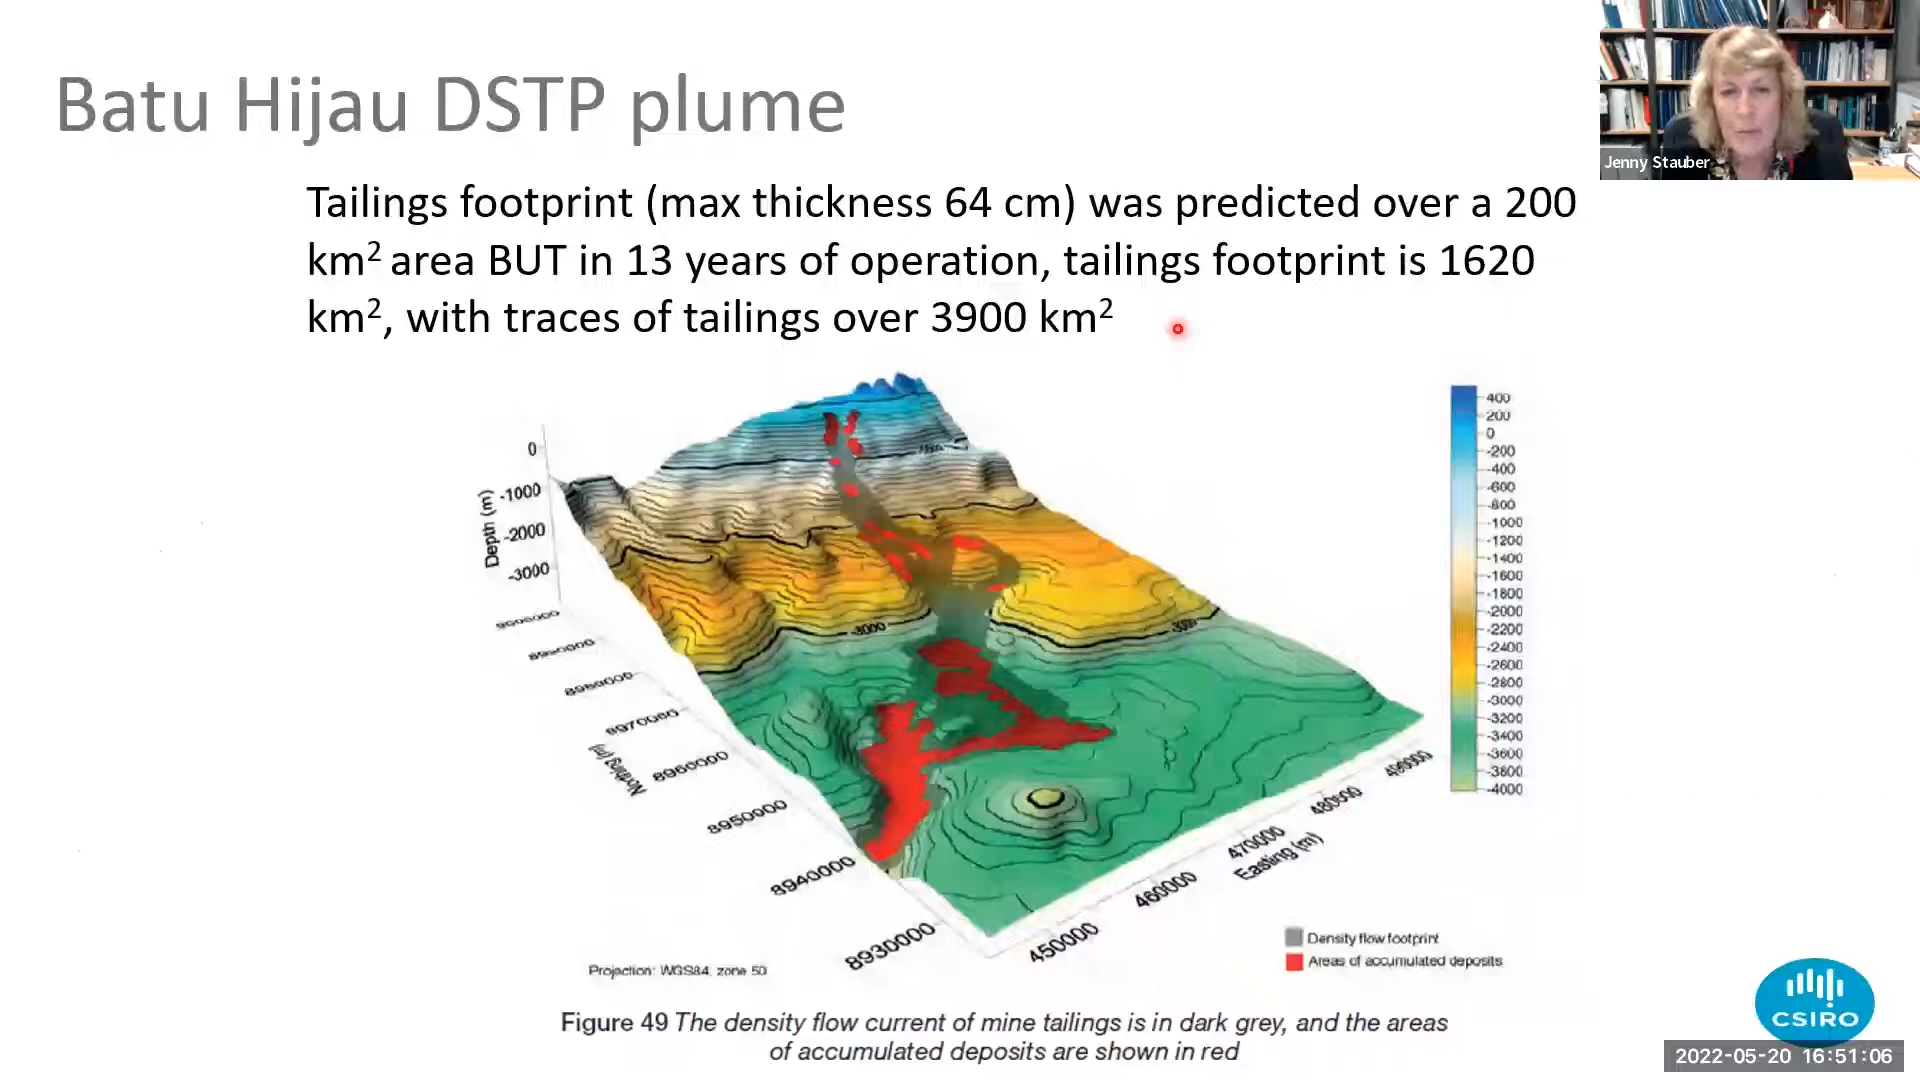 Batu Hijau DSTP plume
Jenny Stauber
Tailings footprint (max thickness 64 cm) was predicted over a 200
km² area BUT in 13 years of operation, tailings footprint is 1620
km², with traces of tailings over 3900 km²
Depth (m)
0
-1000
-2000
-3000
8970000
8960000
8950000
8940000
8930000
Northing (m)
450000
460000
470000
480000
490000
Easting (m)
-3000
400
200
0
-200
-400
-600
-800
-1000
-1200
-1400
-1600
-1800
-2000
-2200
-2400
-2600
-2800
-3000
-3200
-3400
-3600
-3800
-4000
Density flow footprint
Areas of accumulated deposits
Projection: WGS84, zone 50
Figure 49 The density flow current of mine tailings is in dark grey, and the areas
of accumulated deposits are shown in red
CSIRO
2022-05-20 16:51:06